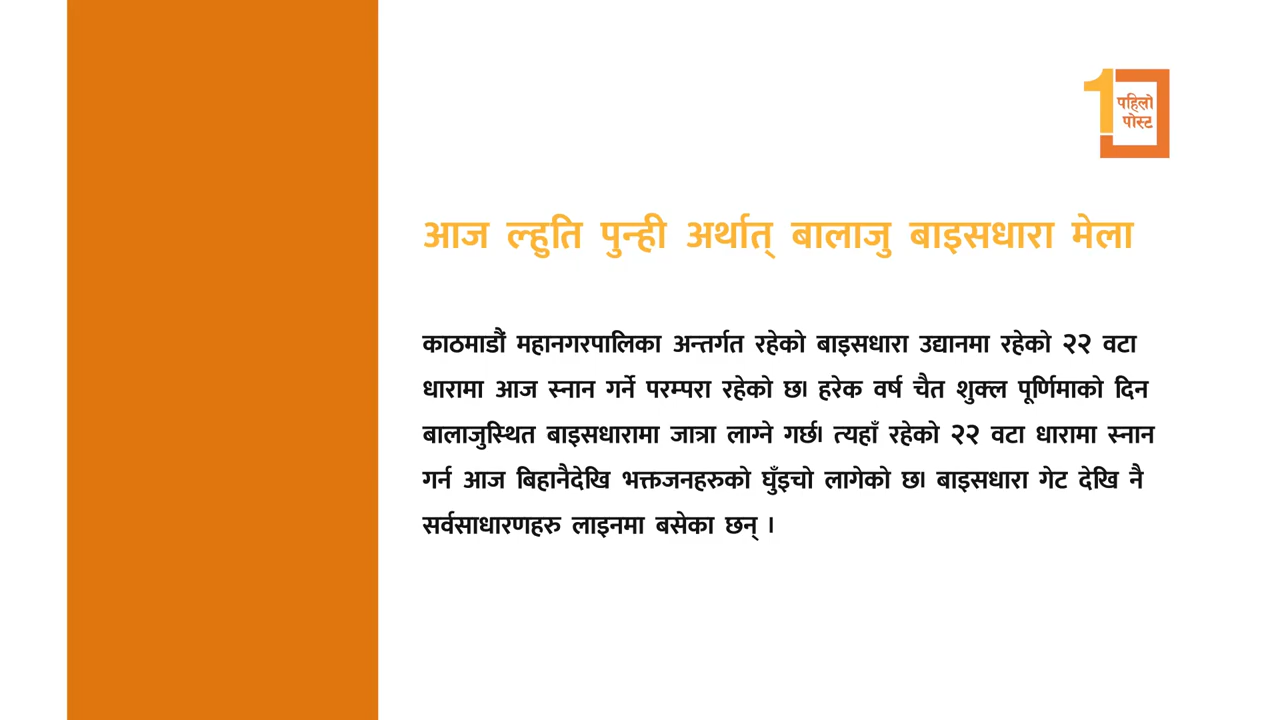 1
पहिलो
पोस्ट
आज ल्हुति पुन्ही अर्थात् बालाजु बाइसधारा मेला
काठमाडौं महानगरपालिका अन्तर्गत रहेको बाइसधारा उद्यानमा रहेको २२ वटा
धारामा आज स्नान गर्ने परम्परा रहेको छ। हरेक वर्ष चैत शुक्ल पूर्णिमाको दिन
बालाजुस्थित बाइसधारामा जात्रा लाग्ने गर्छ। त्यहाँ रहेको २२ वटा धारामा स्नान
गर्न आज बिहानैदेखि भक्तजनहरुको घुँइचो लागेको छ। बाइसधारा गेट देखि नै
सर्वसाधारणहरु लाइनमा बसेका छन् ।